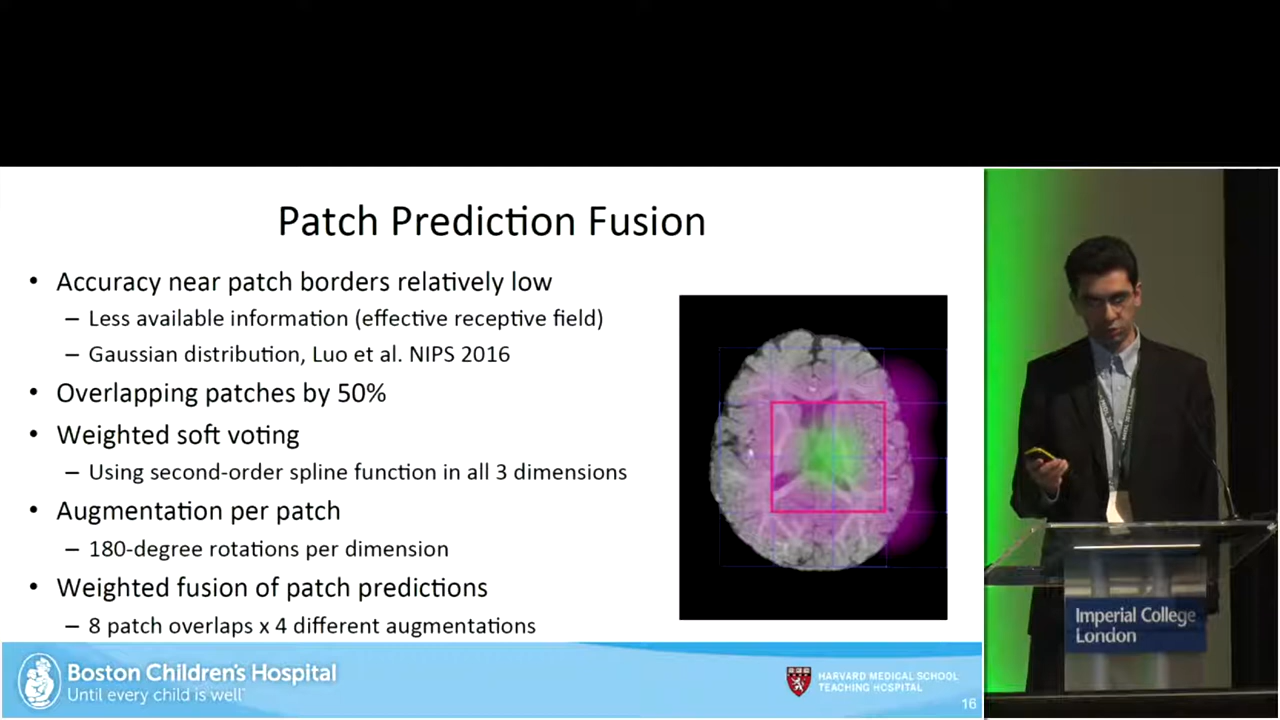 Patch Prediction Fusion
• Accuracy near patch borders relatively low
– Less available information (effective receptive field)
– Gaussian distribution, Luo et al. NIPS 2016
• Overlapping patches by 50%
• Weighted soft voting
– Using second-order spline function in all 3 dimensions
• Augmentation per patch
– 180-degree rotations per dimension
• Weighted fusion of patch predictions
– 8 patch overlaps x 4 different augmentations
Boston Children's Hospital
Until every child is well
HARVARD MEDICAL SCHOOL
TEACHING HOSPITAL
16
Imperial College
London